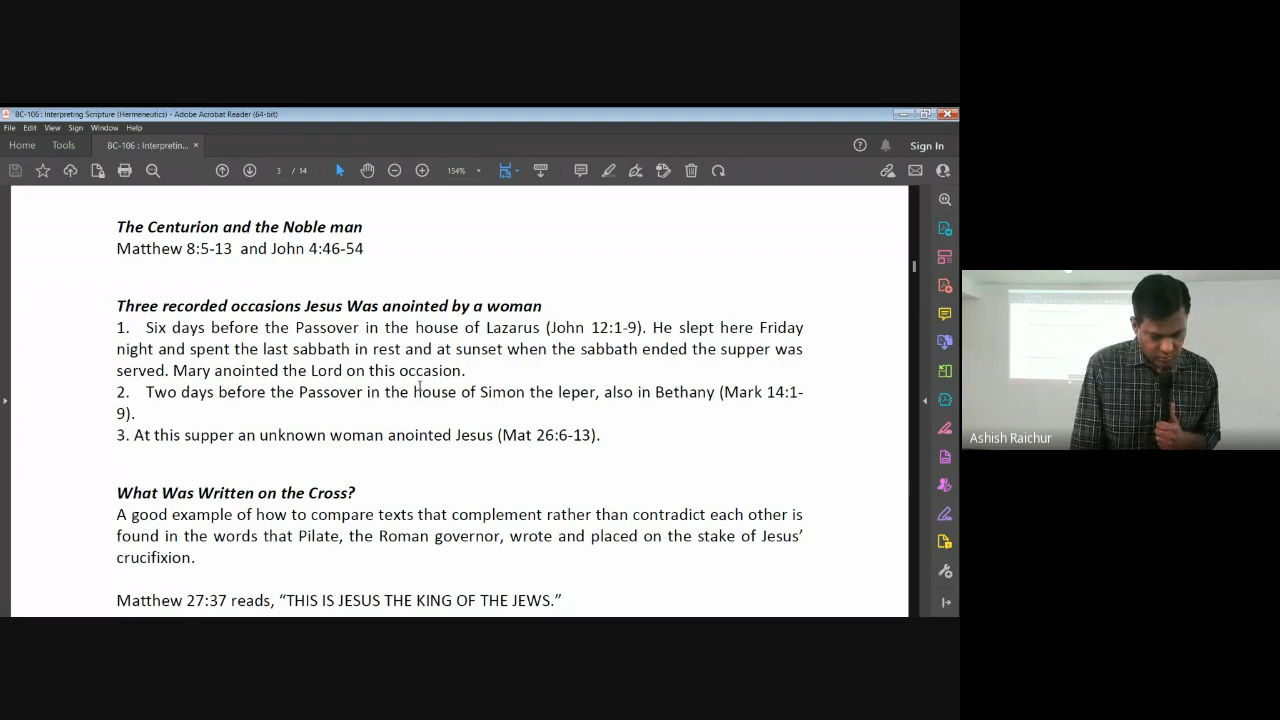 BC-106 : Interpreting Scripture (Hermeneutics) - Adobe Acrobat Reader (64-bit)
File Edit View Sign Window Help
Home Tools BC-106 : Interpretin... × Sign In
3 / 14 154%
The Centurion and the Noble man
Matthew 8:5-13 and John 4:46-54
Three recorded occasions Jesus Was anointed by a woman
1. Six days before the Passover in the house of Lazarus (John 12:1-9). He slept here Friday
night and spent the last sabbath in rest and at sunset when the sabbath ended the supper was
served. Mary anointed the Lord on this occasion.
2. Two days before the Passover in the house of Simon the leper, also in Bethany (Mark 14:1-
9).
3. At this supper an unknown woman anointed Jesus (Mat 26:6-13).
What Was Written on the Cross?
A good example of how to compare texts that complement rather than contradict each other is
found in the words that Pilate, the Roman governor, wrote and placed on the stake of Jesus’
crucifixion.
Matthew 27:37 reads, “THIS IS JESUS THE KING OF THE JEWS.”
Ashish Raichur